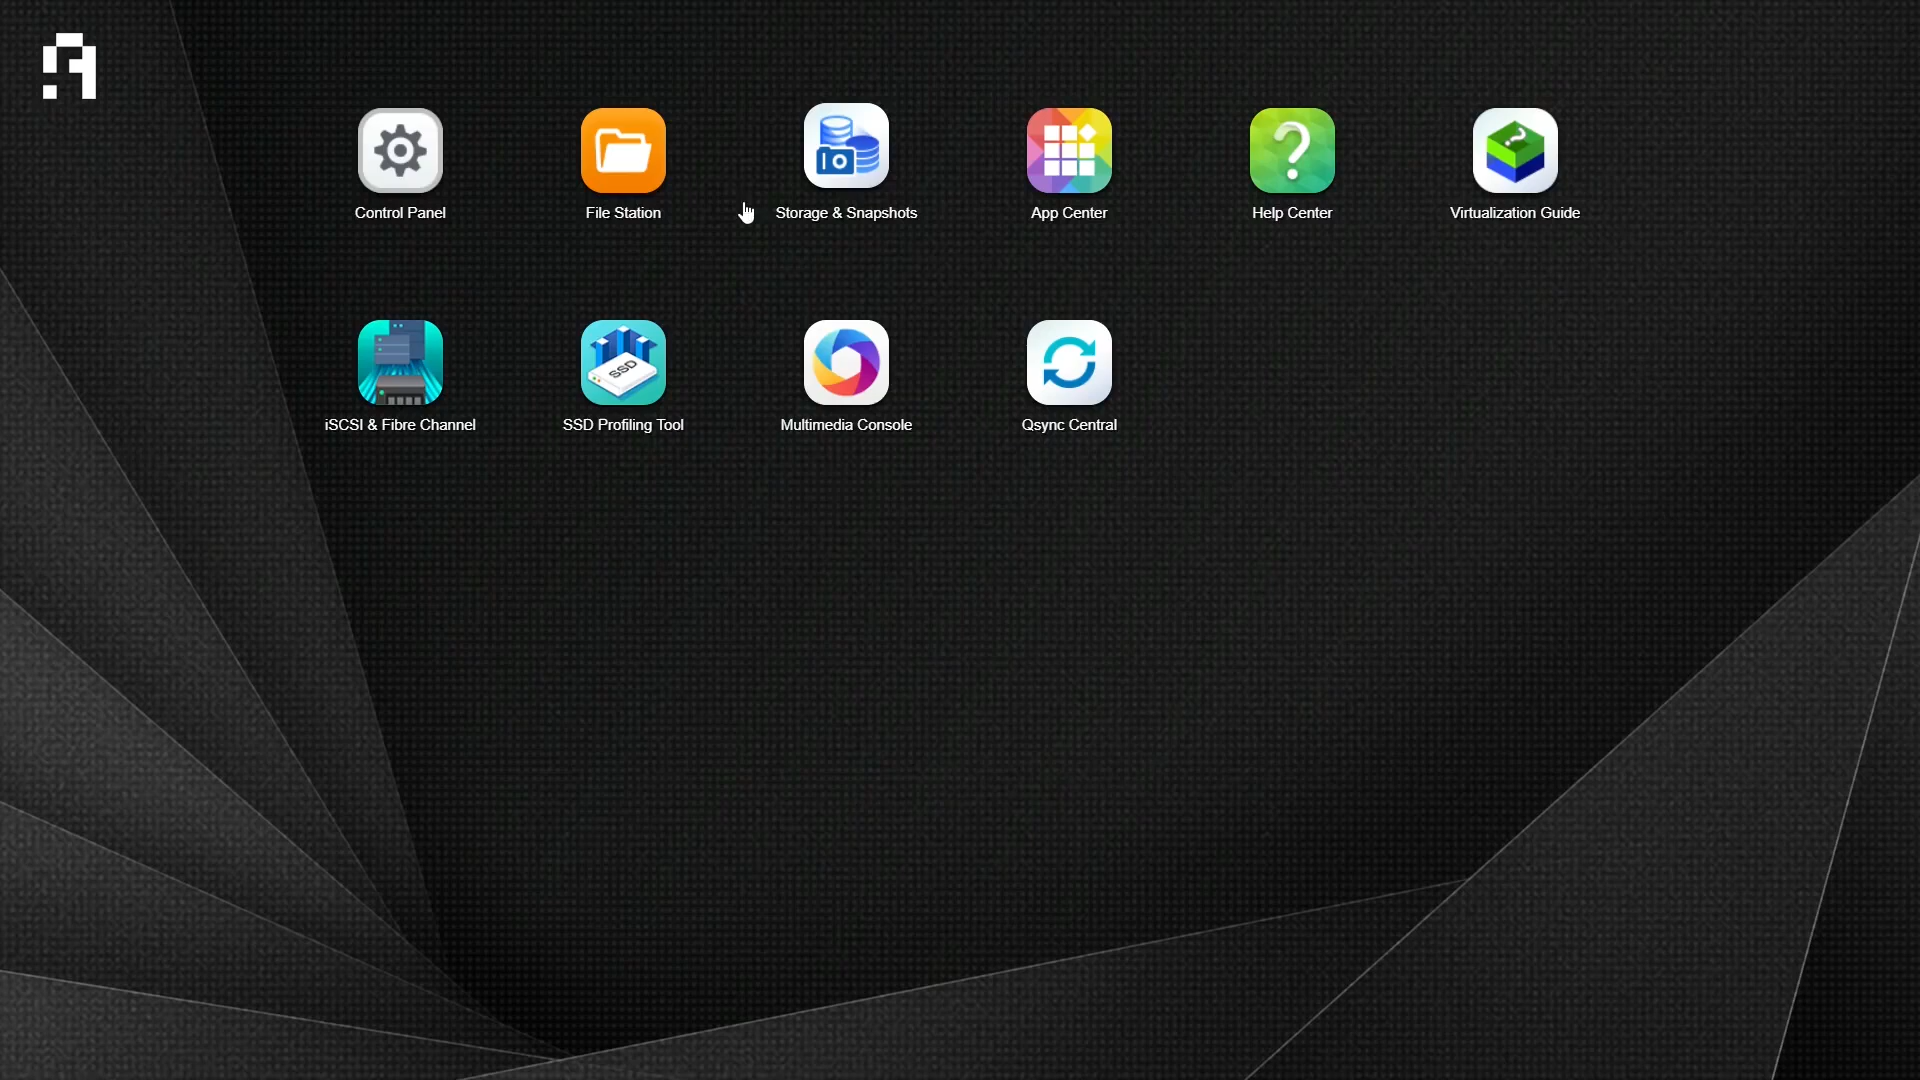 Control Panel
File Station
Storage & Snapshots
App Center
Help Center
Virtualization Guide
iSCSI & Fibre Channel
SSD
SSD Profiling Tool
Multimedia Console
Qsync Central